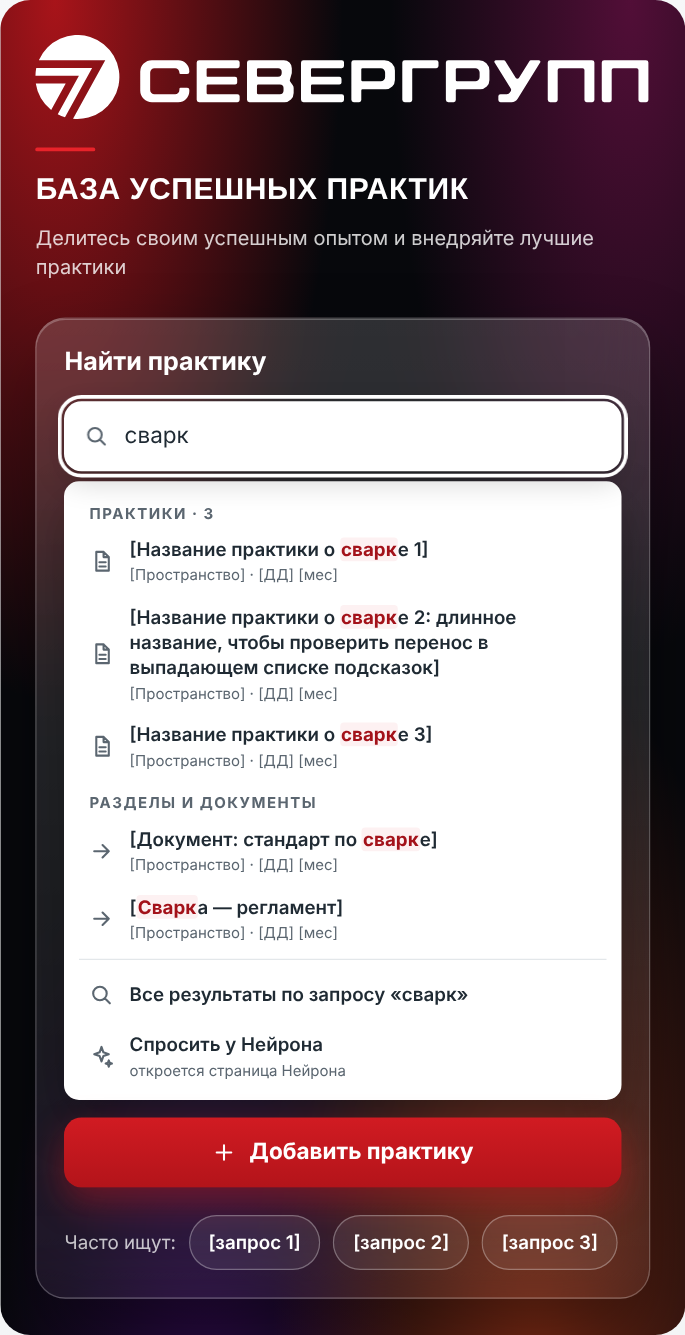 СЕВЕРГРУПП
БАЗА УСПЕШНЫХ ПРАКТИК
Делитесь своим успешным опытом и внедряйте лучшие
практики
Найти практику
сварк
ПРАКТИКИ · 3
[Название практики о сварке 1]
[Пространство] · [ДД] [мес]
[Название практики о сварке 2: длинное
название, чтобы проверить перенос в
выпадающем списке подсказок]
[Пространство] · [ДД] [мес]
[Название практики о сварке 3]
[Пространство] · [ДД] [мес]
РАЗДЕЛЫ И ДОКУМЕНТЫ
[Документ: стандарт по сварке]
[Пространство] · [ДД] [мес]
[Сварка — регламент]
[Пространство] · [ДД] [мес]
Все результаты по запросу «сварк»
Спросить у Нейрона
откроется страница Нейрона
+ Добавить практику
Часто ищут: [запрос 1] [запрос 2] [запрос 3]